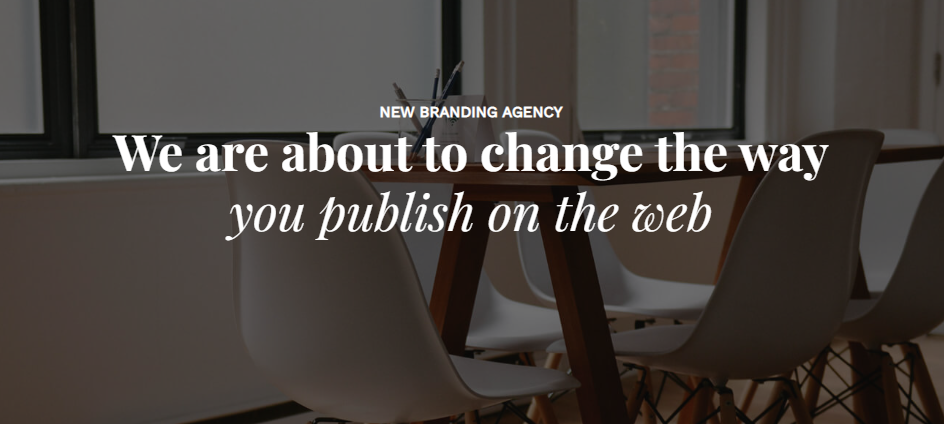 NEW BRANDING AGENCY
We are about to change the way
you publish on the web